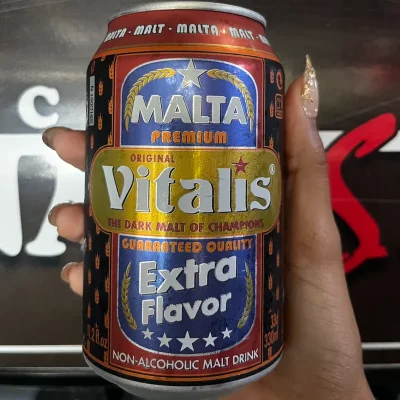 MALTA - MALT - MALTA - MALT
MALTA
PREMIUM
ORIGINAL
Vitalis
THE DARK MALT OF CHAMPIONS
GUARANTEED QUALITY
Extra
Flavor
NON-ALCOHOLIC MALT DRINK